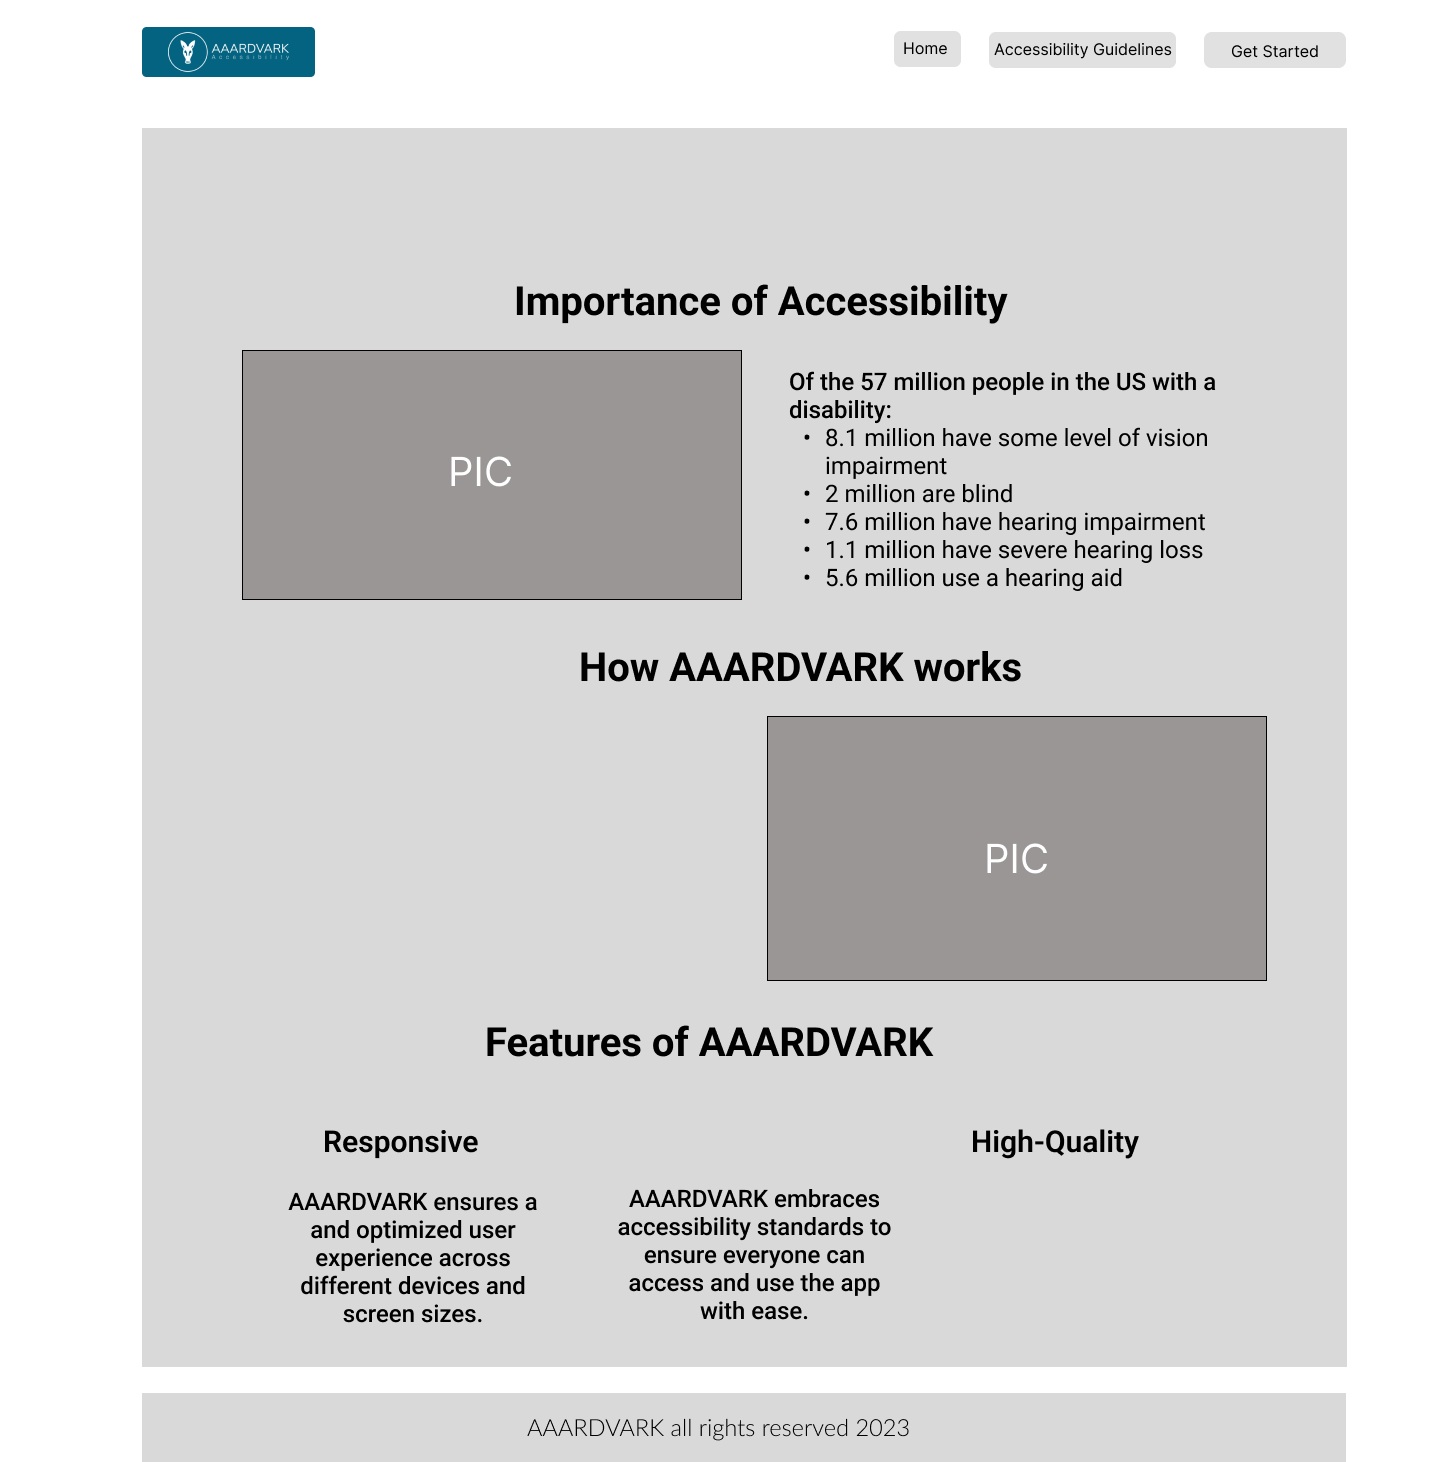 AAARDVARK
Accessibility
Home
Accessibility Guidelines
Get Started
Importance of Accessibility
PIC
Of the 57 million people in the US with a
disability:
• 8.1 million have some level of vision
impairment
• 2 million are blind
• 7.6 million have hearing impairment
• 1.1 million have severe hearing loss
• 5.6 million use a hearing aid
How AAARDVARK works
PIC
Features of AAARDVARK
Responsive
AAARDVARK ensures a
and optimized user
experience across
different devices and
screen sizes.
AAARDVARK embraces
accessibility standards to
ensure everyone can
access and use the app
with ease.
High-Quality
AAARDVARK all rights reserved 2023